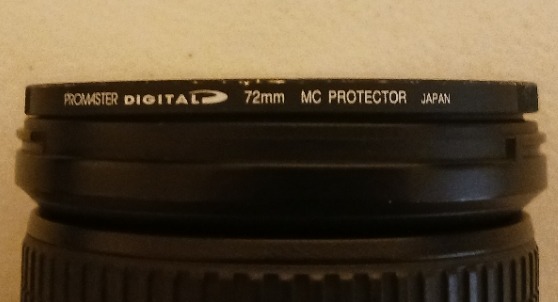 PROMASTER DIGITAL D 72mm MC PROTECTOR JAPAN